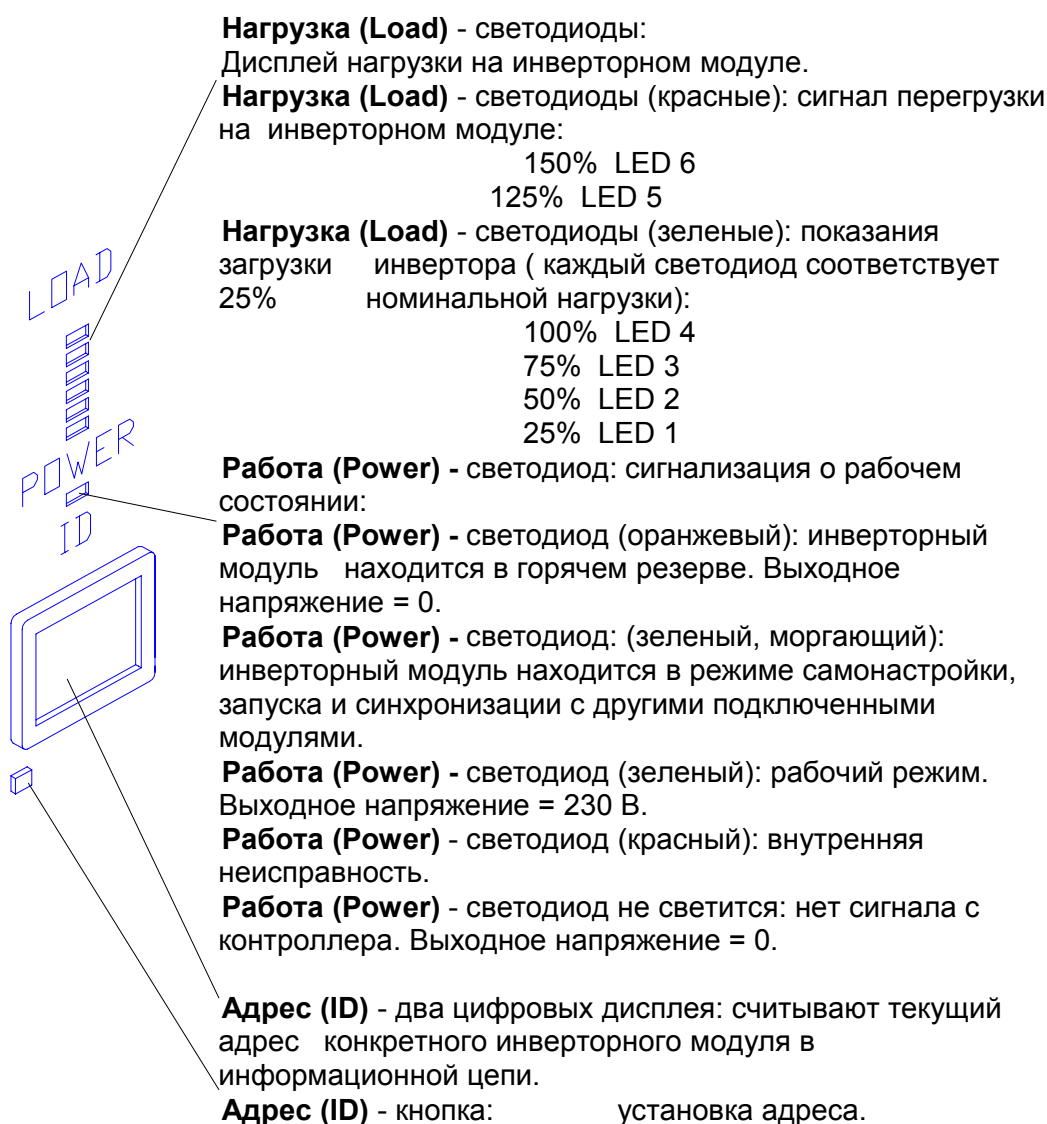 Нагрузка (Load) - светодиоды:
Дисплей нагрузки на инверторном модуле.
Нагрузка (Load) - светодиоды (красные): сигнал перегрузки
на инверторном модуле:
150% LED 6
125% LED 5
Нагрузка (Load) - светодиоды (зеленые): показания
загрузки инвертора ( каждый светодиод соответствует
25% номинальной нагрузки):
100% LED 4
75% LED 3
50% LED 2
25% LED 1
Работа (Power) - светодиод: сигнализация о рабочем
состоянии:
Работа (Power) - светодиод (оранжевый): инверторный
модуль находится в горячем резерве. Выходное
напряжение = 0.
Работа (Power) - светодиод: (зеленый, моргающий):
инверторный модуль находится в режиме самонастройки,
запуска и синхронизации с другими подключенными
модулями.
Работа (Power) - светодиод (зеленый): рабочий режим.
Выходное напряжение = 230 В.
Работа (Power) - светодиод (красный): внутренняя
неисправность.
Работа (Power) - светодиод не светится: нет сигнала с
контроллера. Выходное напряжение = 0.
Адрес (ID) - два цифровых дисплея: считывают текущий
адрес конкретного инверторного модуля в
информационной цепи.
Адрес (ID) - кнопка: установка адреса.
LOAD
POWER
ID